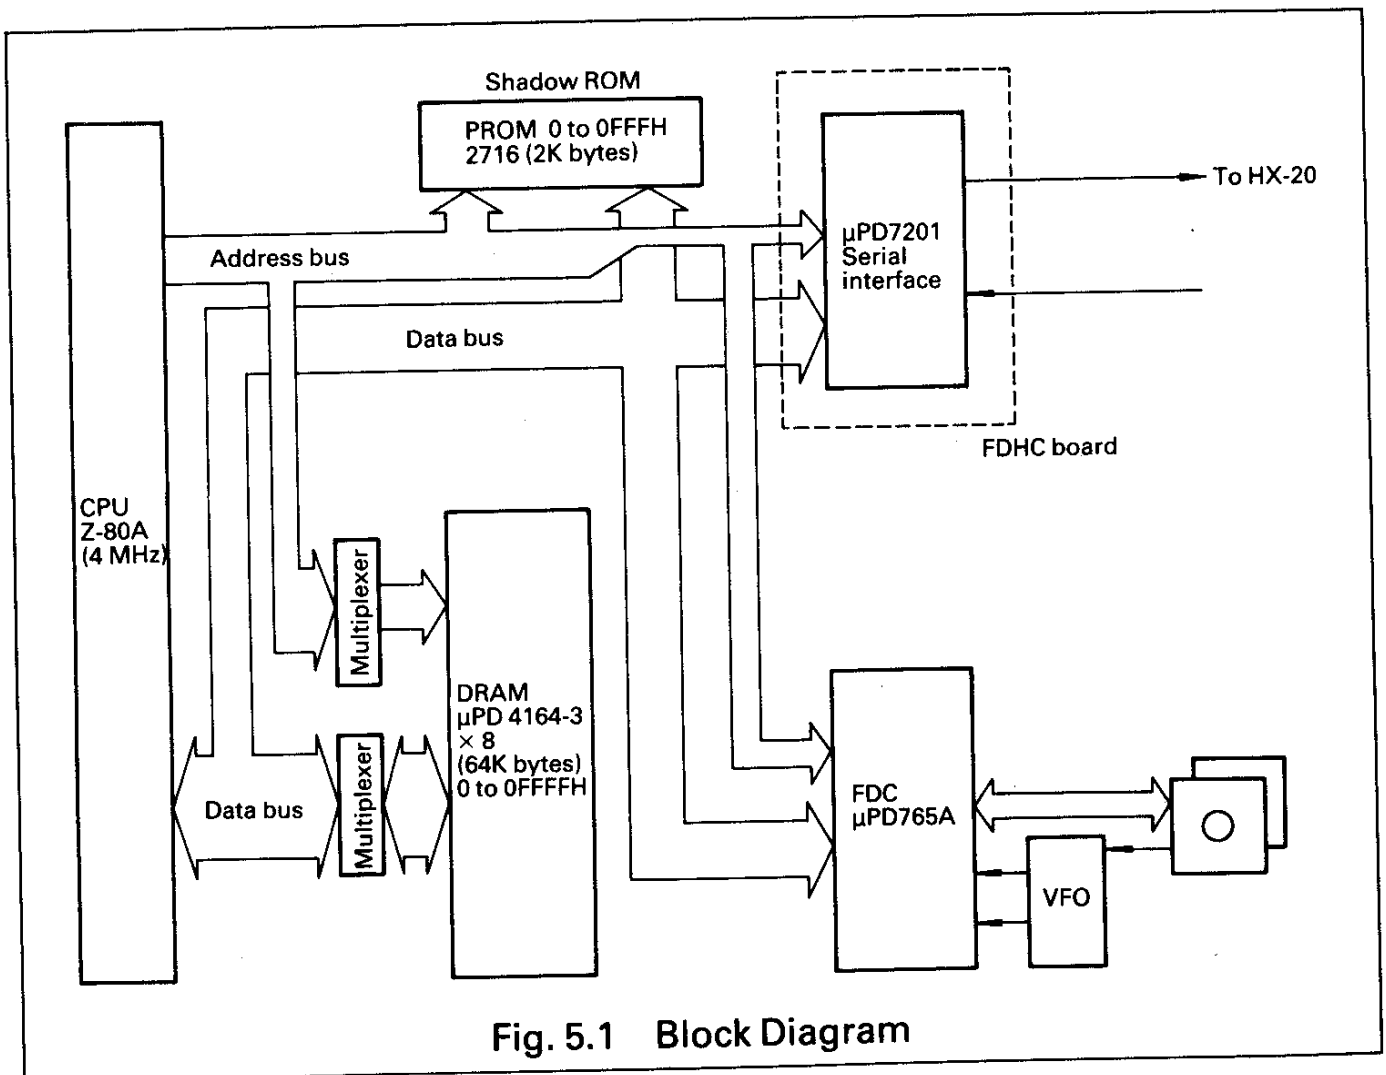 Shadow ROM
PROM 0 to 0FFFH
2716 (2K bytes)
To HX-20
µPD7201
Serial
interface
Address bus
Data bus
FDHC board
CPU
Z-80A
(4 MHz)
Multiplexer
DRAM
µPD 4164-3
× 8
(64K bytes)
0 to 0FFFFH
Multiplexer
Data bus
FDC
µPD765A
VFO
Fig. 5.1 Block Diagram